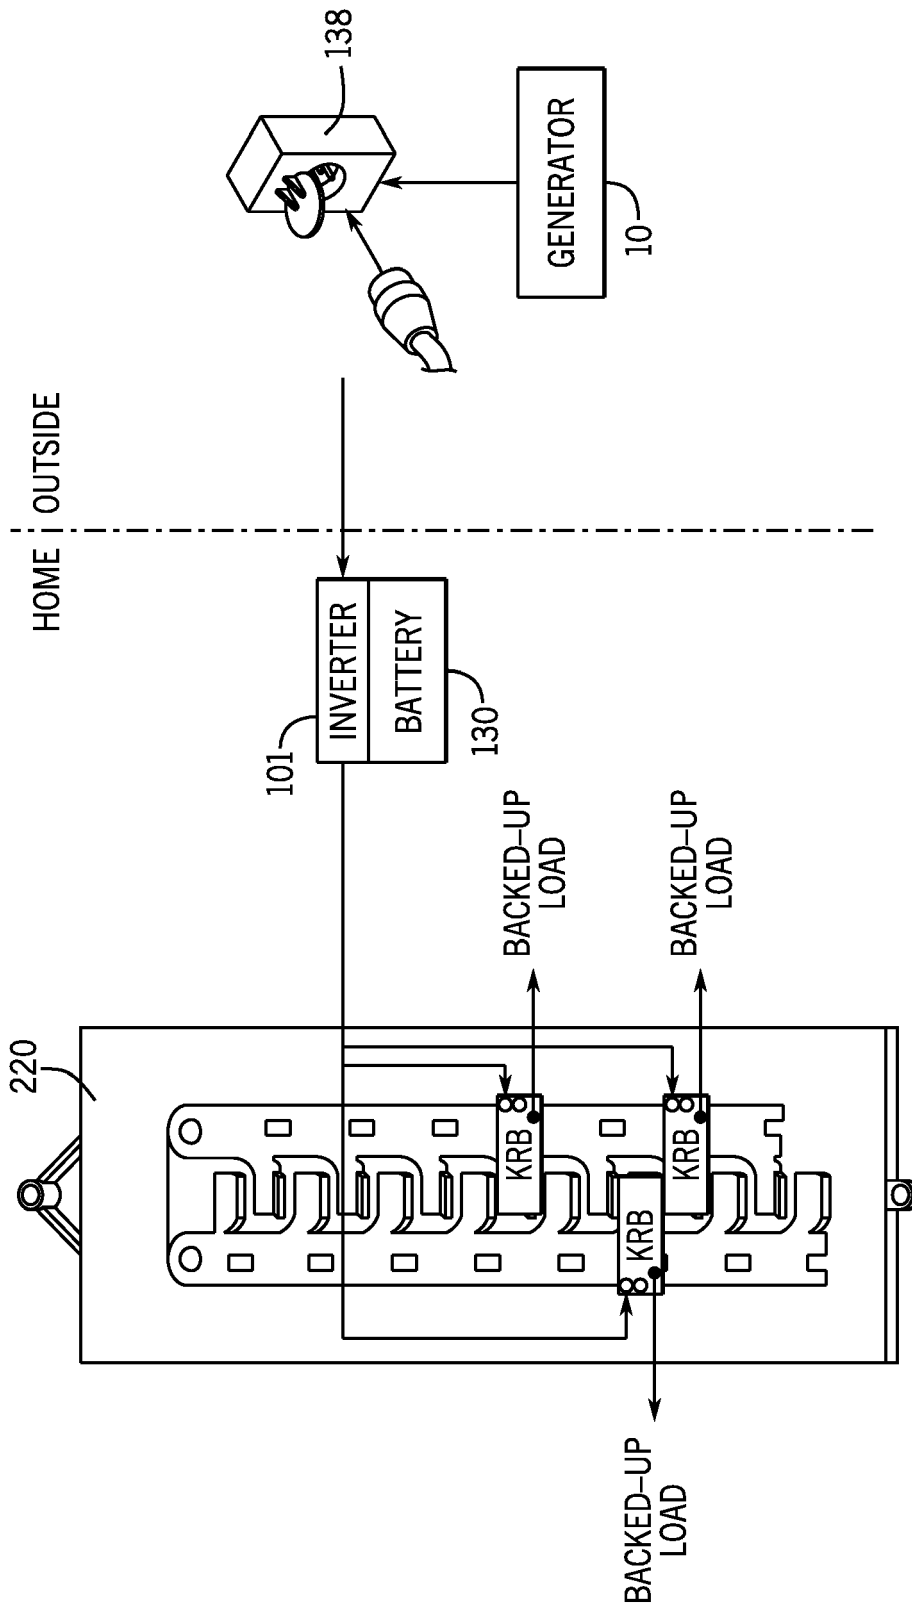 HOME
OUTSIDE
220
101
INVERTER
BATTERY
130
138
GENERATOR
10
KRB
KRB
KRB
BACKED–UP
LOAD
BACKED–UP
LOAD
BACKED–UP
LOAD